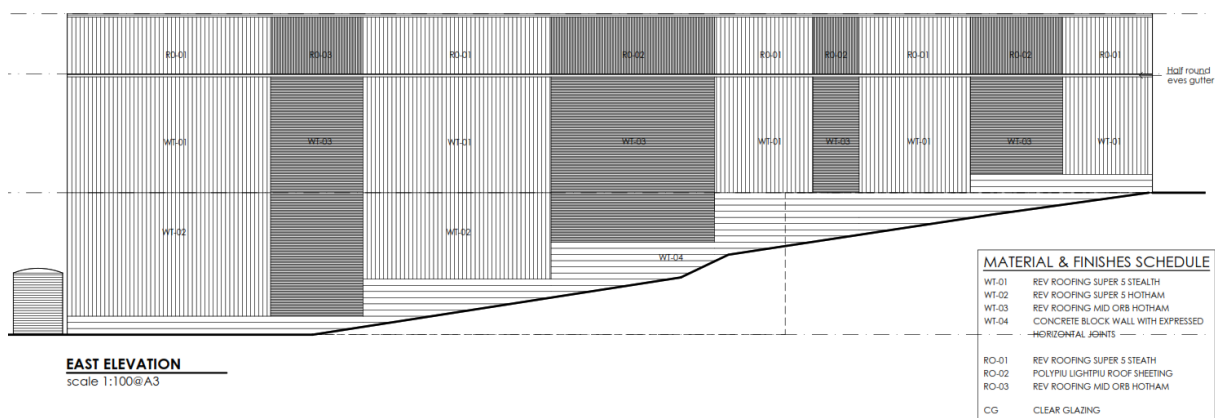 RO-01 RO-03 RO-01 RO-02 RO-01 RO-02 RO-01 RO-02 RO-01
Half round
eves gutter
WT-01 WT-03 WT-01 WT-03 WT-01 WT-03 WT-01 WT-03 WT-01
WT-02 WT-02
WT-04
MATERIAL & FINISHES SCHEDULE
WT-01 REV ROOFING SUPER 5 STEALTH
WT-02 REV ROOFING SUPER 5 HOTHAM
WT-03 REV ROOFING MID ORB HOTHAM
WT-04 CONCRETE BLOCK WALL WITH EXPRESSED
HORIZONTAL JOINTS
RO-01 REV ROOFING SUPER 5 STEATH
RO-02 POLYPIU LIGHTPIU ROOF SHEETING
RO-03 REV ROOFING MID ORB HOTHAM
CG CLEAR GLAZING
EAST ELEVATION
scale 1:100@A3